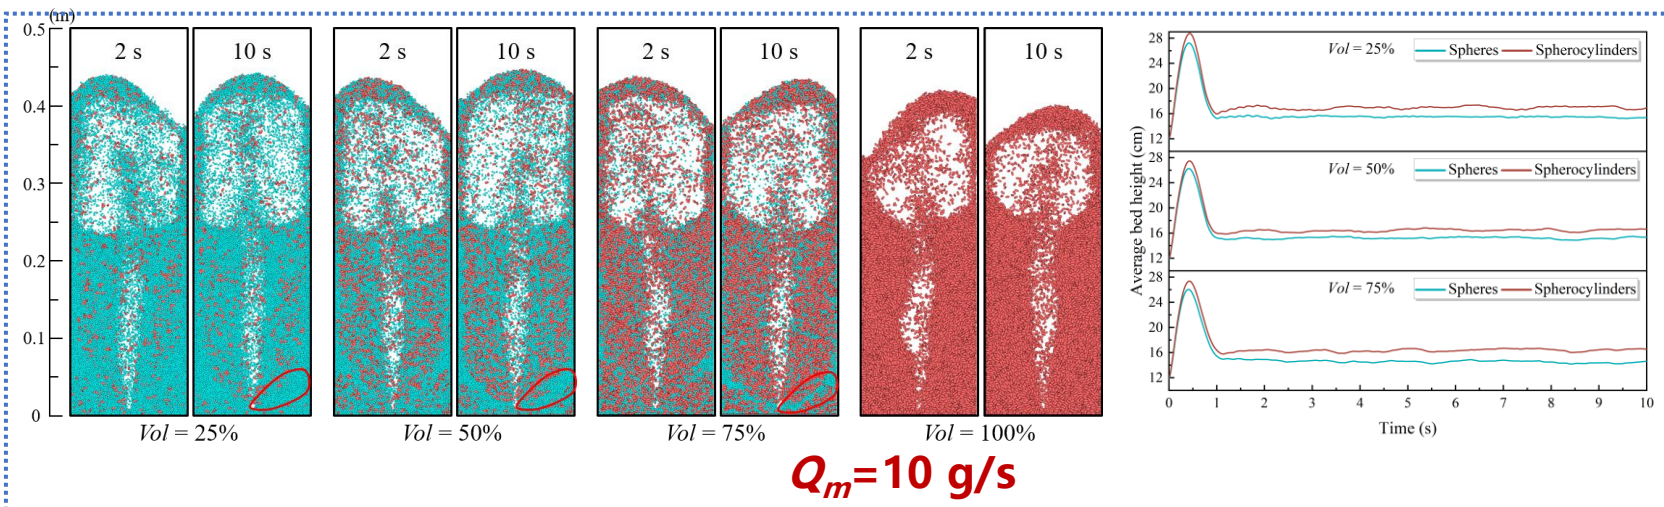 (m)
0.5
0.4
0.3
0.2
0.1
0
2 s
10 s
Vol = 25%
2 s
10 s
Vol = 50%
2 s
10 s
Vol = 75%
2 s
10 s
Vol = 100%
Qm=10 g/s
Average bed height (cm)
28
24
20
16
12
Vol = 25% Spheres Spherocylinders
28
24
20
16
12
Vol = 50% Spheres Spherocylinders
28
24
20
16
12
Vol = 75% Spheres Spherocylinders
0 0 1 2 3 4 5 6 7 8 9 10
Time (s)